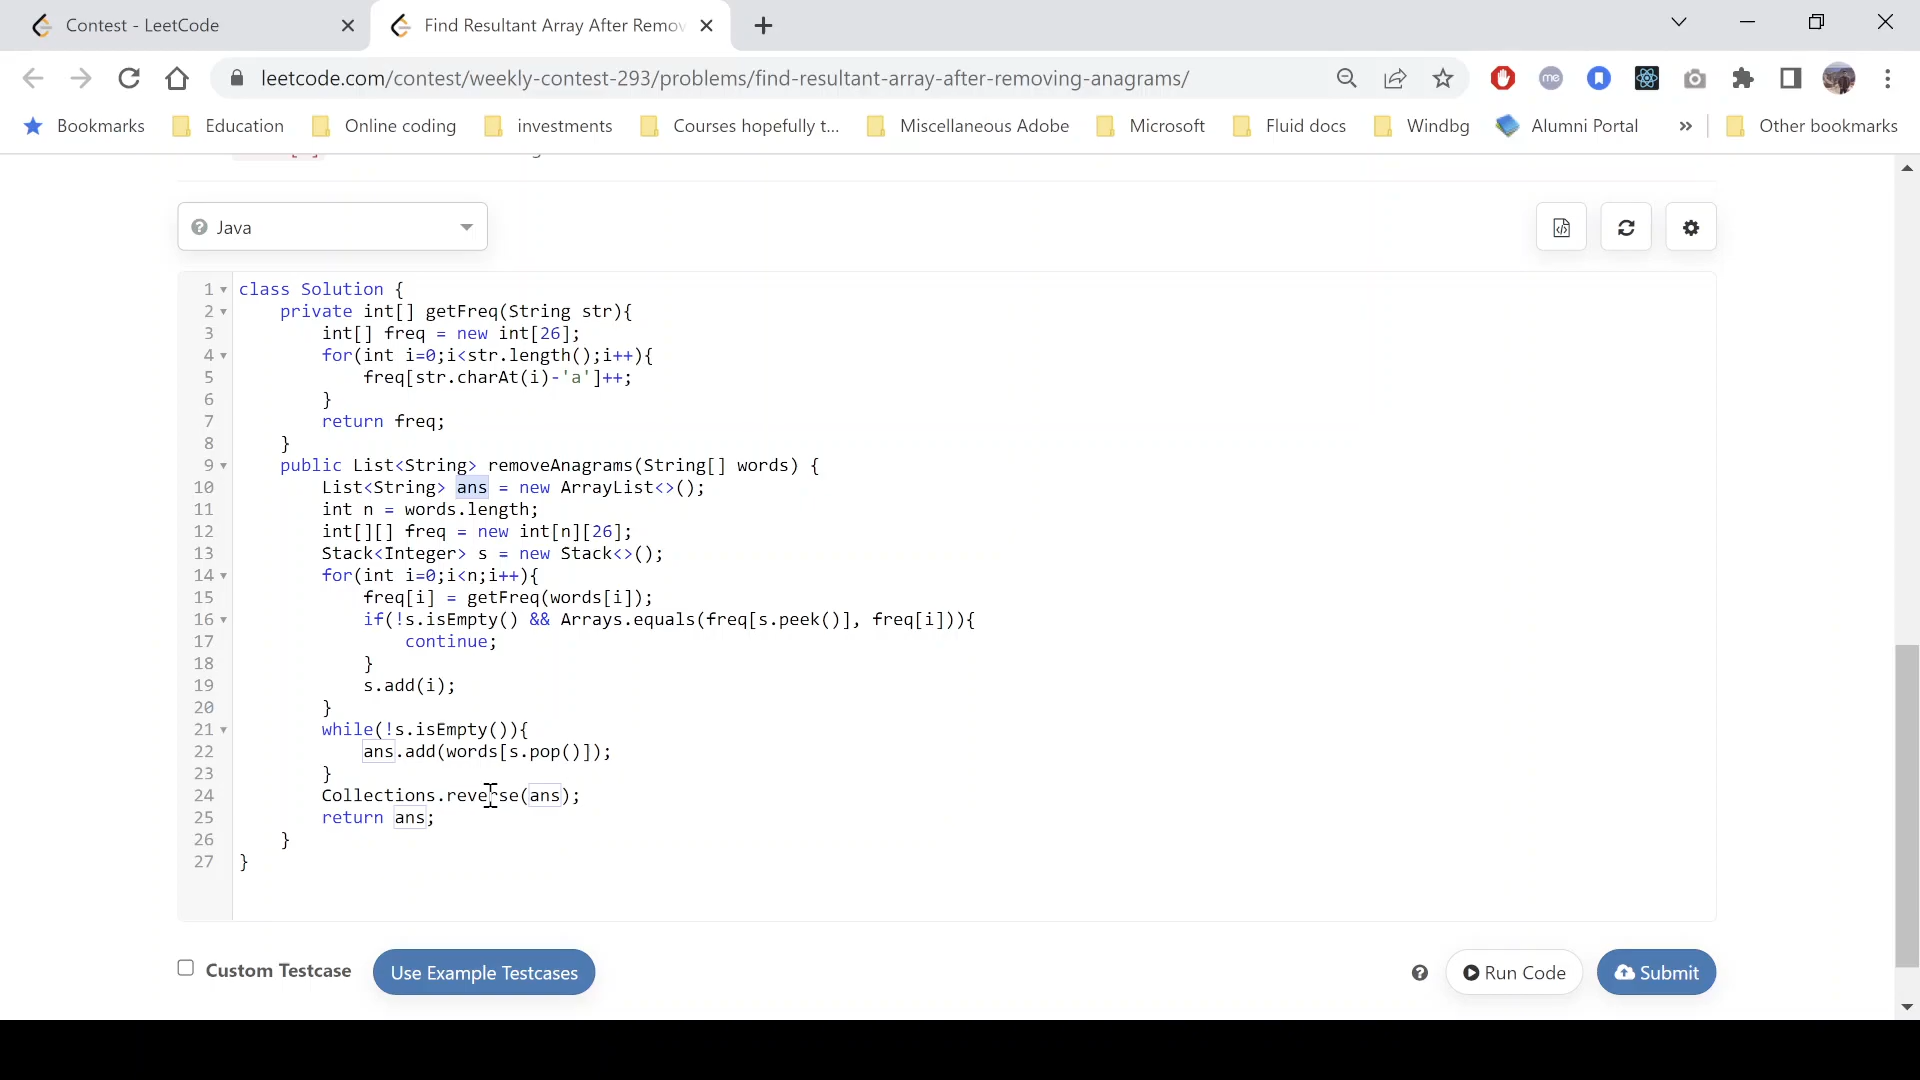 Contest - LeetCode
Find Resultant Array After Remov
leetcode.com/contest/weekly-contest-293/problems/find-resultant-array-after-removing-anagrams/
me
Bookmarks Education Online coding investments Courses hopefully t... Miscellaneous Adobe Microsoft Fluid docs Windbg Alumni Portal » Other bookmarks
Java
1 class Solution {
2     private int[] getFreq(String str){
3         int[] freq = new int[26];
4         for(int i=0;i<str.length();i++){
5             freq[str.charAt(i)-'a']++;
6         }
7         return freq;
8     }
9     public List<String> removeAnagrams(String[] words) {
10         List<String> ans = new ArrayList<>();
11         int n = words.length;
12         int[][] freq = new int[n][26];
13         Stack<Integer> s = new Stack<>();
14         for(int i=0;i<n;i++){
15             freq[i] = getFreq(words[i]);
16             if(!s.isEmpty() && Arrays.equals(freq[s.peek()], freq[i])){
17                 continue;
18             }
19             s.add(i);
20         }
21         while(!s.isEmpty()){
22             ans.add(words[s.pop()]);
23         }
24         Collections.reverse(ans);
25         return ans;
26     }
27 }
Custom Testcase Use Example Testcases Run Code Submit